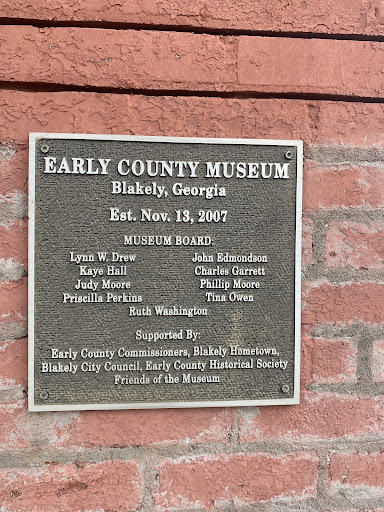 EARLY COUNTY MUSEUM
Blakely, Georgia
Est. Nov. 13, 2007
MUSEUM BOARD:
Lynn W. Drew John Edmondson
Kaye Hall Charles Garrett
Judy Moore Phillip Moore
Priscilla Perkins Tina Owen
Ruth Washington
Supported By:
Early County Commissioners, Blakely Hometown,
Blakely City Council, Early County Historical Society
Friends of the Museum